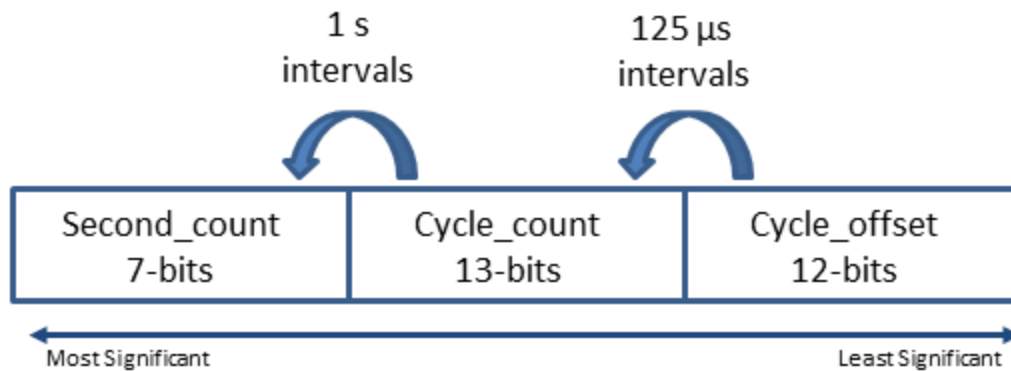 1 s
intervals
125 µs
intervals
Second_count
7-bits
Cycle_count
13-bits
Cycle_offset
12-bits
Most Significant
Least Significant